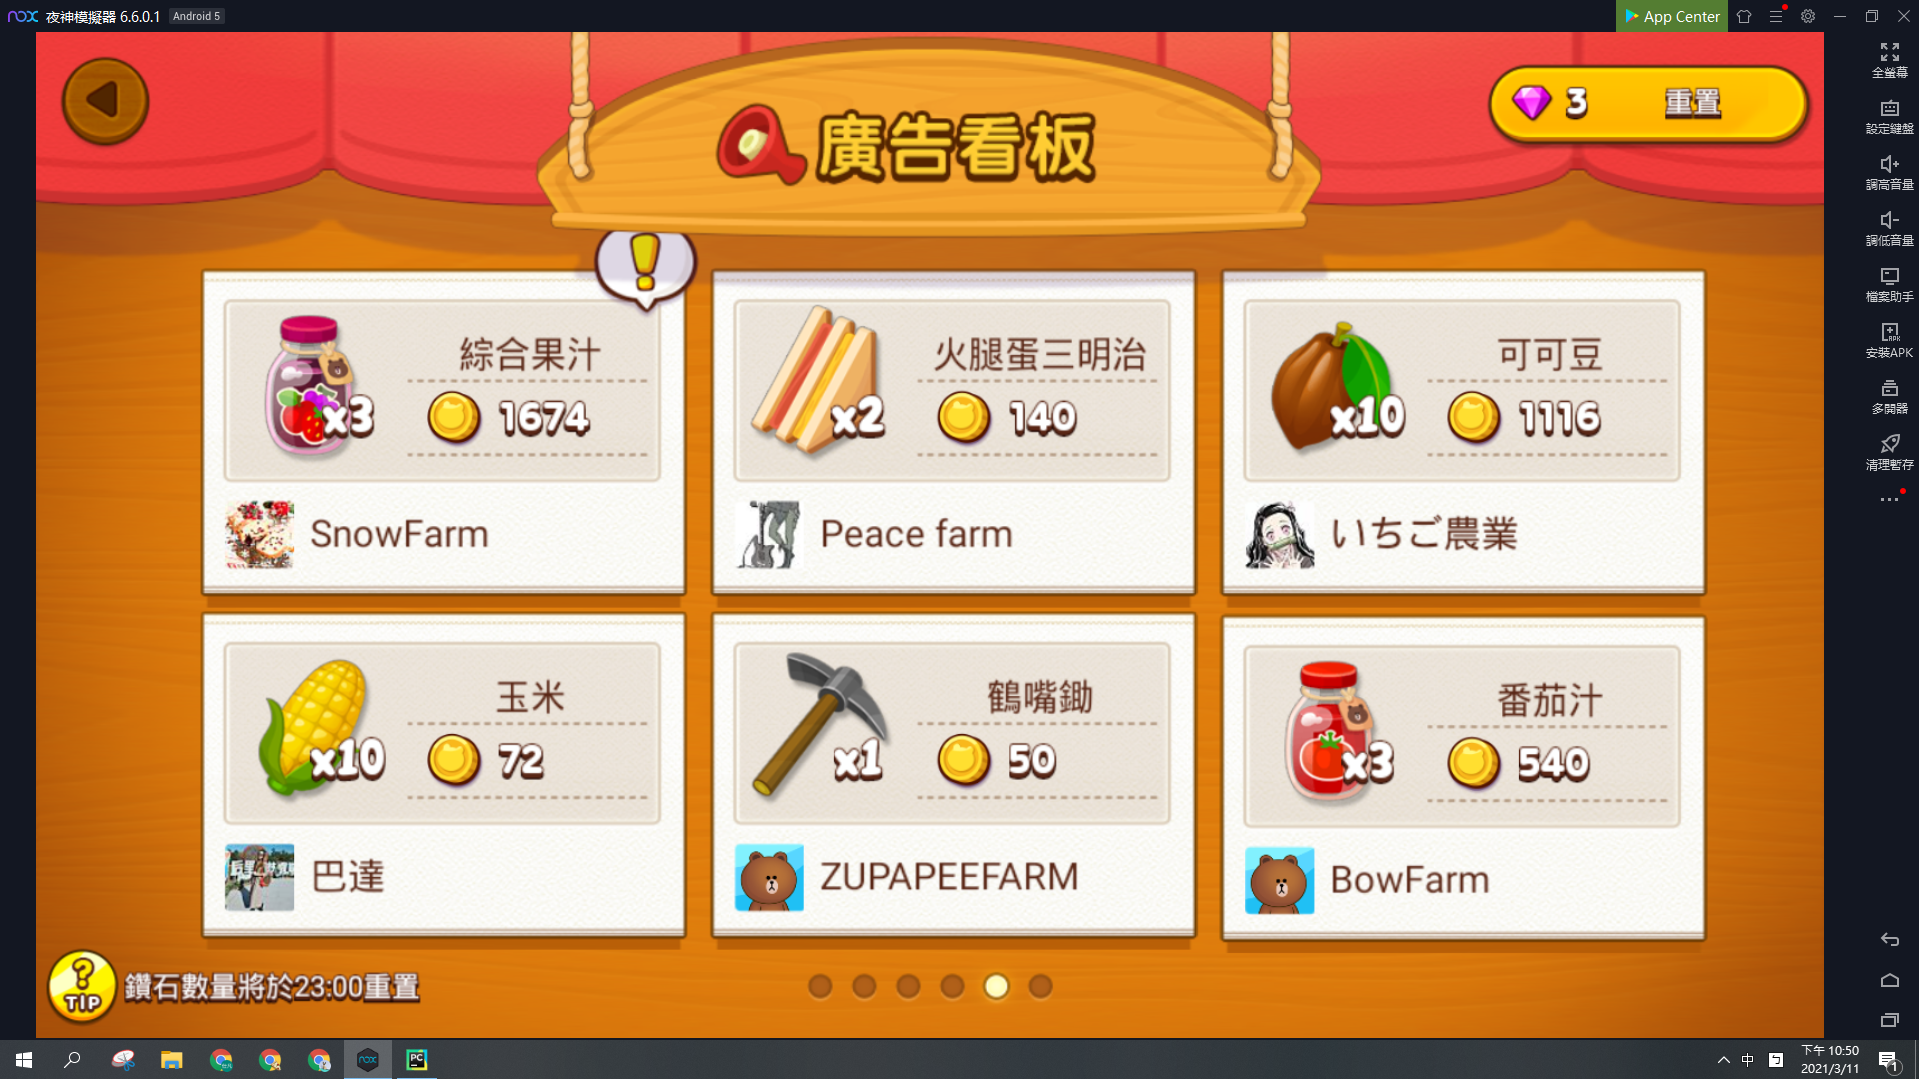 nox 夜神模擬器 6.6.0.1 Android 5
App Center
廣告看板
3 重置
綜合果汁
x3 1674
SnowFarm
火腿蛋三明治
x2 140
Peace farm
可可豆
x10 1116
いちご農業
玉米
x10 72
巴達
鶴嘴鋤
x1 50
ZUPAPEEFARM
番茄汁
x3 540
BowFarm
?
TIP
鑽石數量將於23:00重置
全螢幕
設定鍵盤
調高音量
調低音量
檔案助手
安裝APK
多開器
清理暫存
nox
PC
中
下午 10:50
2021/3/11
1